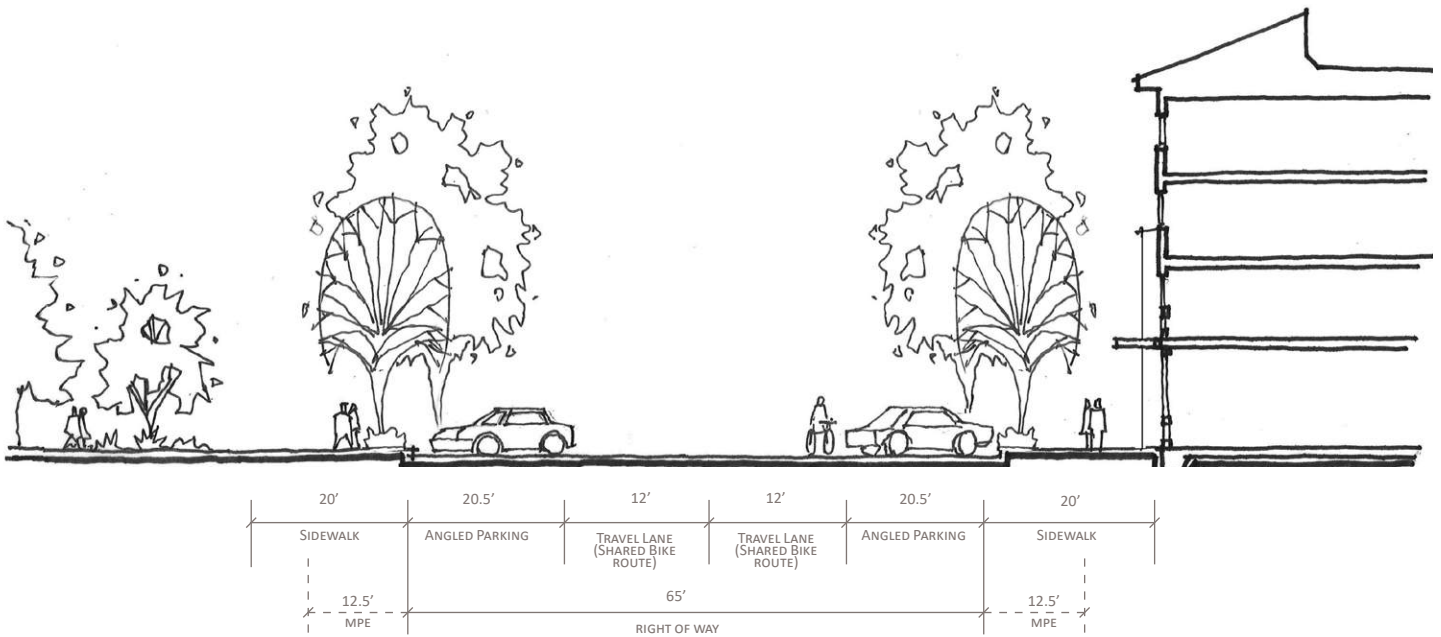 20’ 20.5’ 12’ 12’ 20.5’ 20’
SIDEWALK ANGLED PARKING TRAVEL LANE (SHARED BIKE ROUTE) TRAVEL LANE (SHARED BIKE ROUTE) ANGLED PARKING SIDEWALK
12.5’ 65’ 12.5’
MPE RIGHT OF WAY MPE